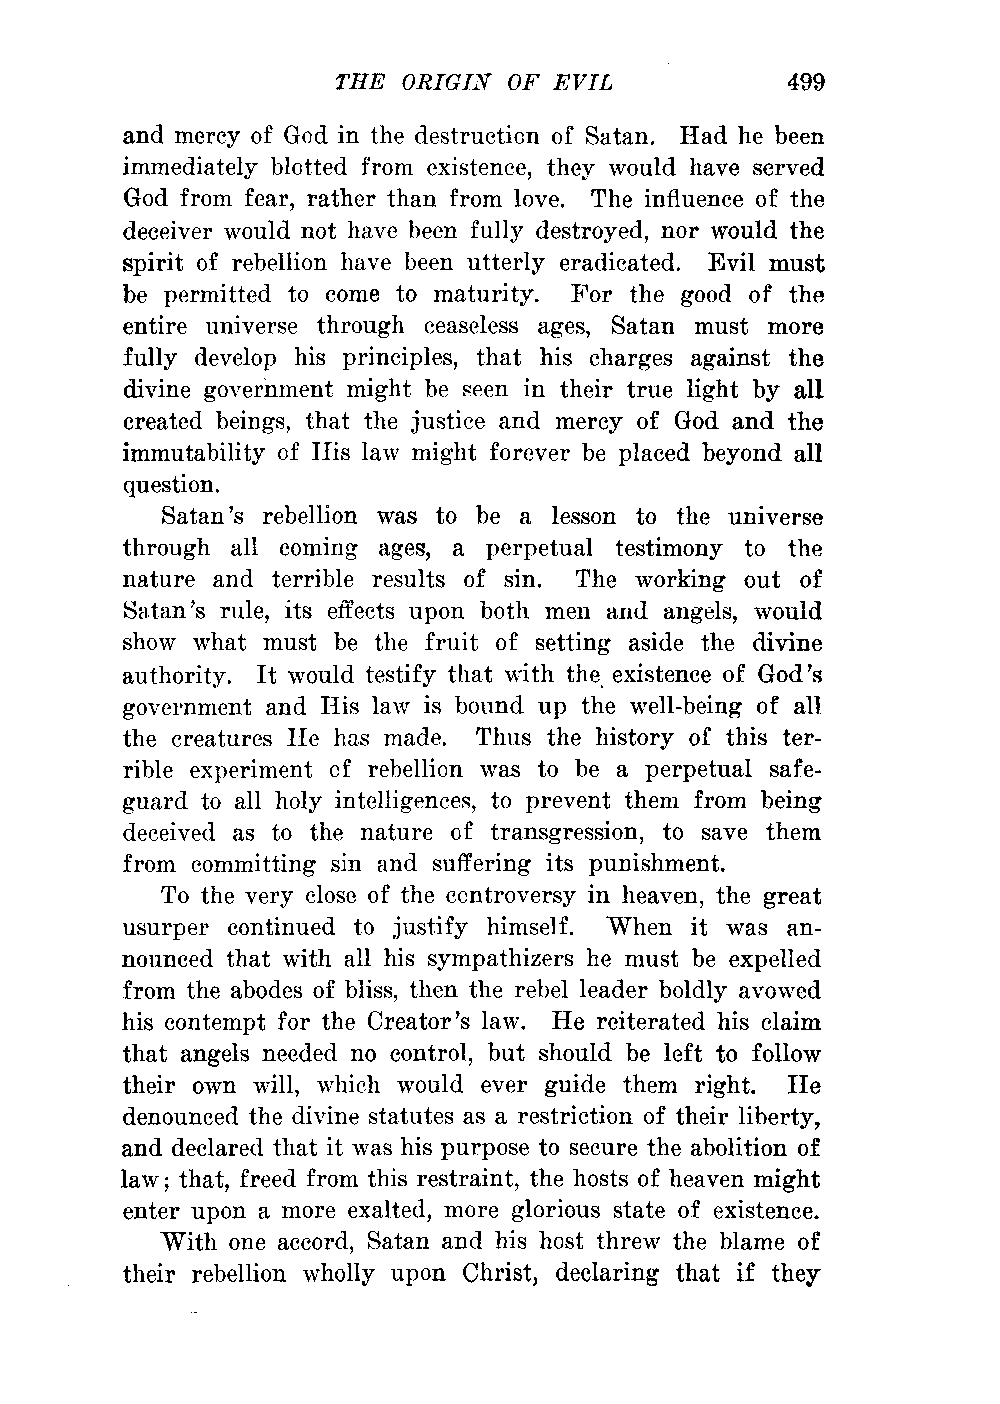 THE ORIGIN OF EVIL 499
and mercy of God in the destruction of Satan. Had he been
immediately blotted from existence, they would have served
God from fear, rather than from love. The influence of the
deceiver would not have been fully destroyed, nor would the
spirit of rebellion have been utterly eradicated. Evil must
be permitted to come to maturity. For the good of the
entire universe through ceaseless ages, Satan must more
fully develop his principles, that his charges against the
divine government might be seen in their true light by all
created beings, that the justice and mercy of God and the
immutability of His law might forever be placed beyond all
question.
Satan's rebellion was to be a lesson to the universe
through all coming ages, a perpetual testimony to the
nature and terrible results of sin. The working out of
Satan's rule, its effects upon both men and angels, would
show what must be the fruit of setting aside the divine
authority. It would testify that with the existence of God's
government and His law is bound up the well-being of all
the creatures He has made. Thus the history of this ter-
rible experiment of rebellion was to be a perpetual safe-
guard to all holy intelligences, to prevent them from being
deceived as to the nature of transgression, to save them
from committing sin and suffering its punishment.
To the very close of the controversy in heaven, the great
usurper continued to justify himself. When it was an-
nounced that with all his sympathizers he must be expelled
from the abodes of bliss, then the rebel leader boldly avowed
his contempt for the Creator's law. He reiterated his claim
that angels needed no control, but should be left to follow
their own will, which would ever guide them right. He
denounced the divine statutes as a restriction of their liberty,
and declared that it was his purpose to secure the abolition of
law; that, freed from this restraint, the hosts of heaven might
enter upon a more exalted, more glorious state of existence.
With one accord, Satan and his host threw the blame of
their rebellion wholly upon Christ, declaring that if they